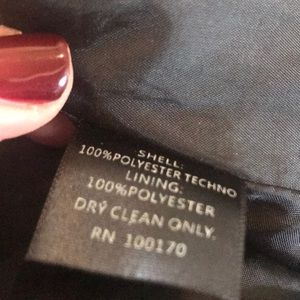 SHELL:
100%POLYESTER TECHNO
LINING:
100%POLYESTER
DRY CLEAN ONLY.
RN 100170